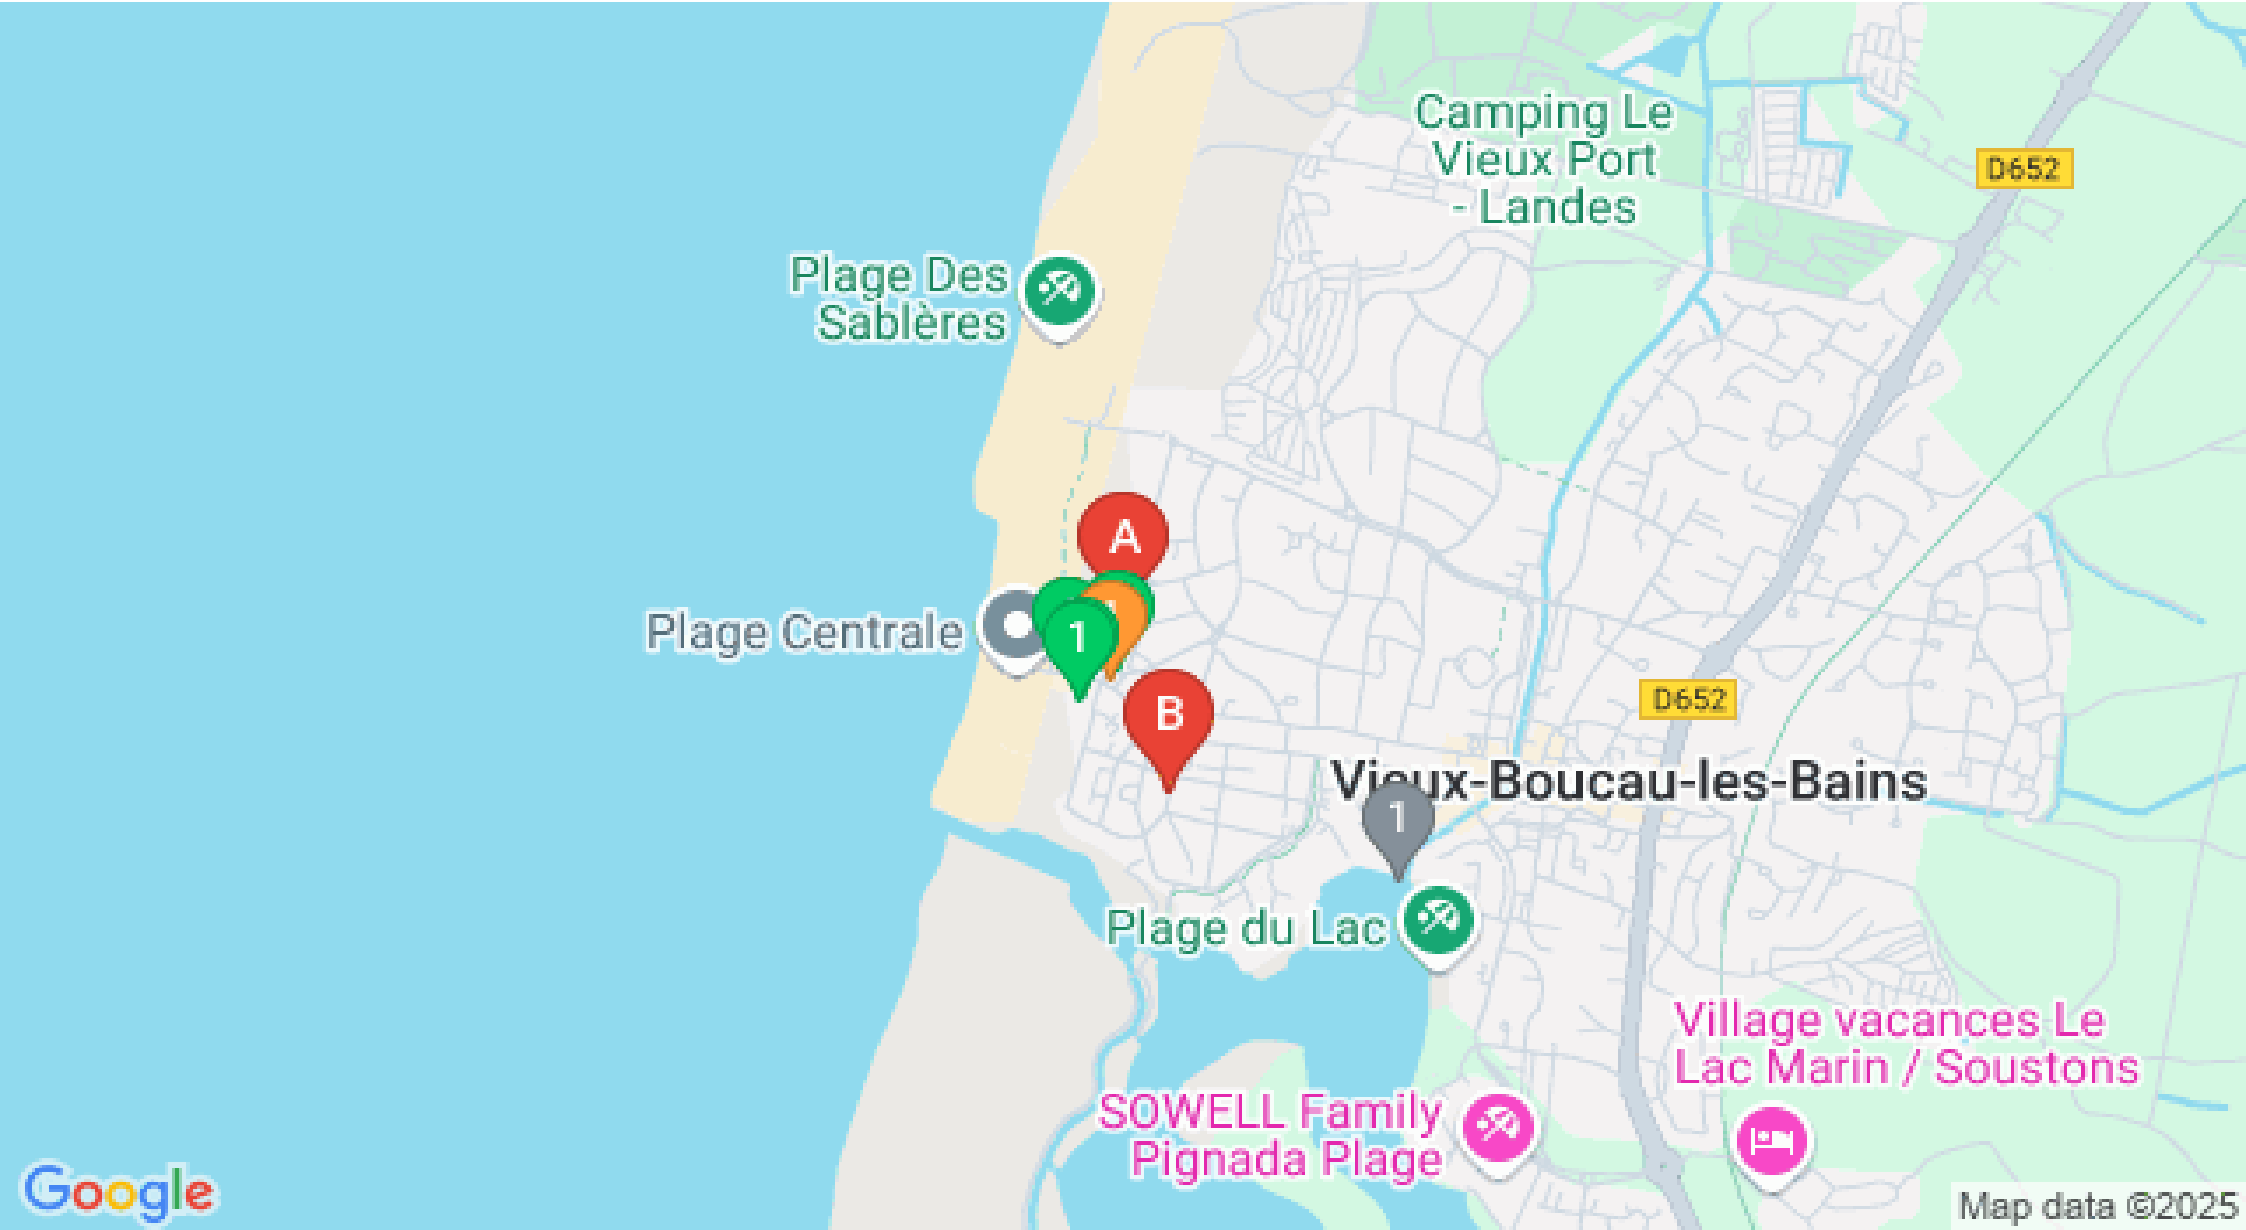 Camping Le
Vieux Port
- Landes
D652
Plage Des
Sablères
A
Plage Centrale
1
B
D652
Vieux-Boucau-les-Bains
1
Plage du Lac
Village vacances Le
Lac Marin / Soustons
SOWELL Family
Pignada Plage
Google
Map data ©2025